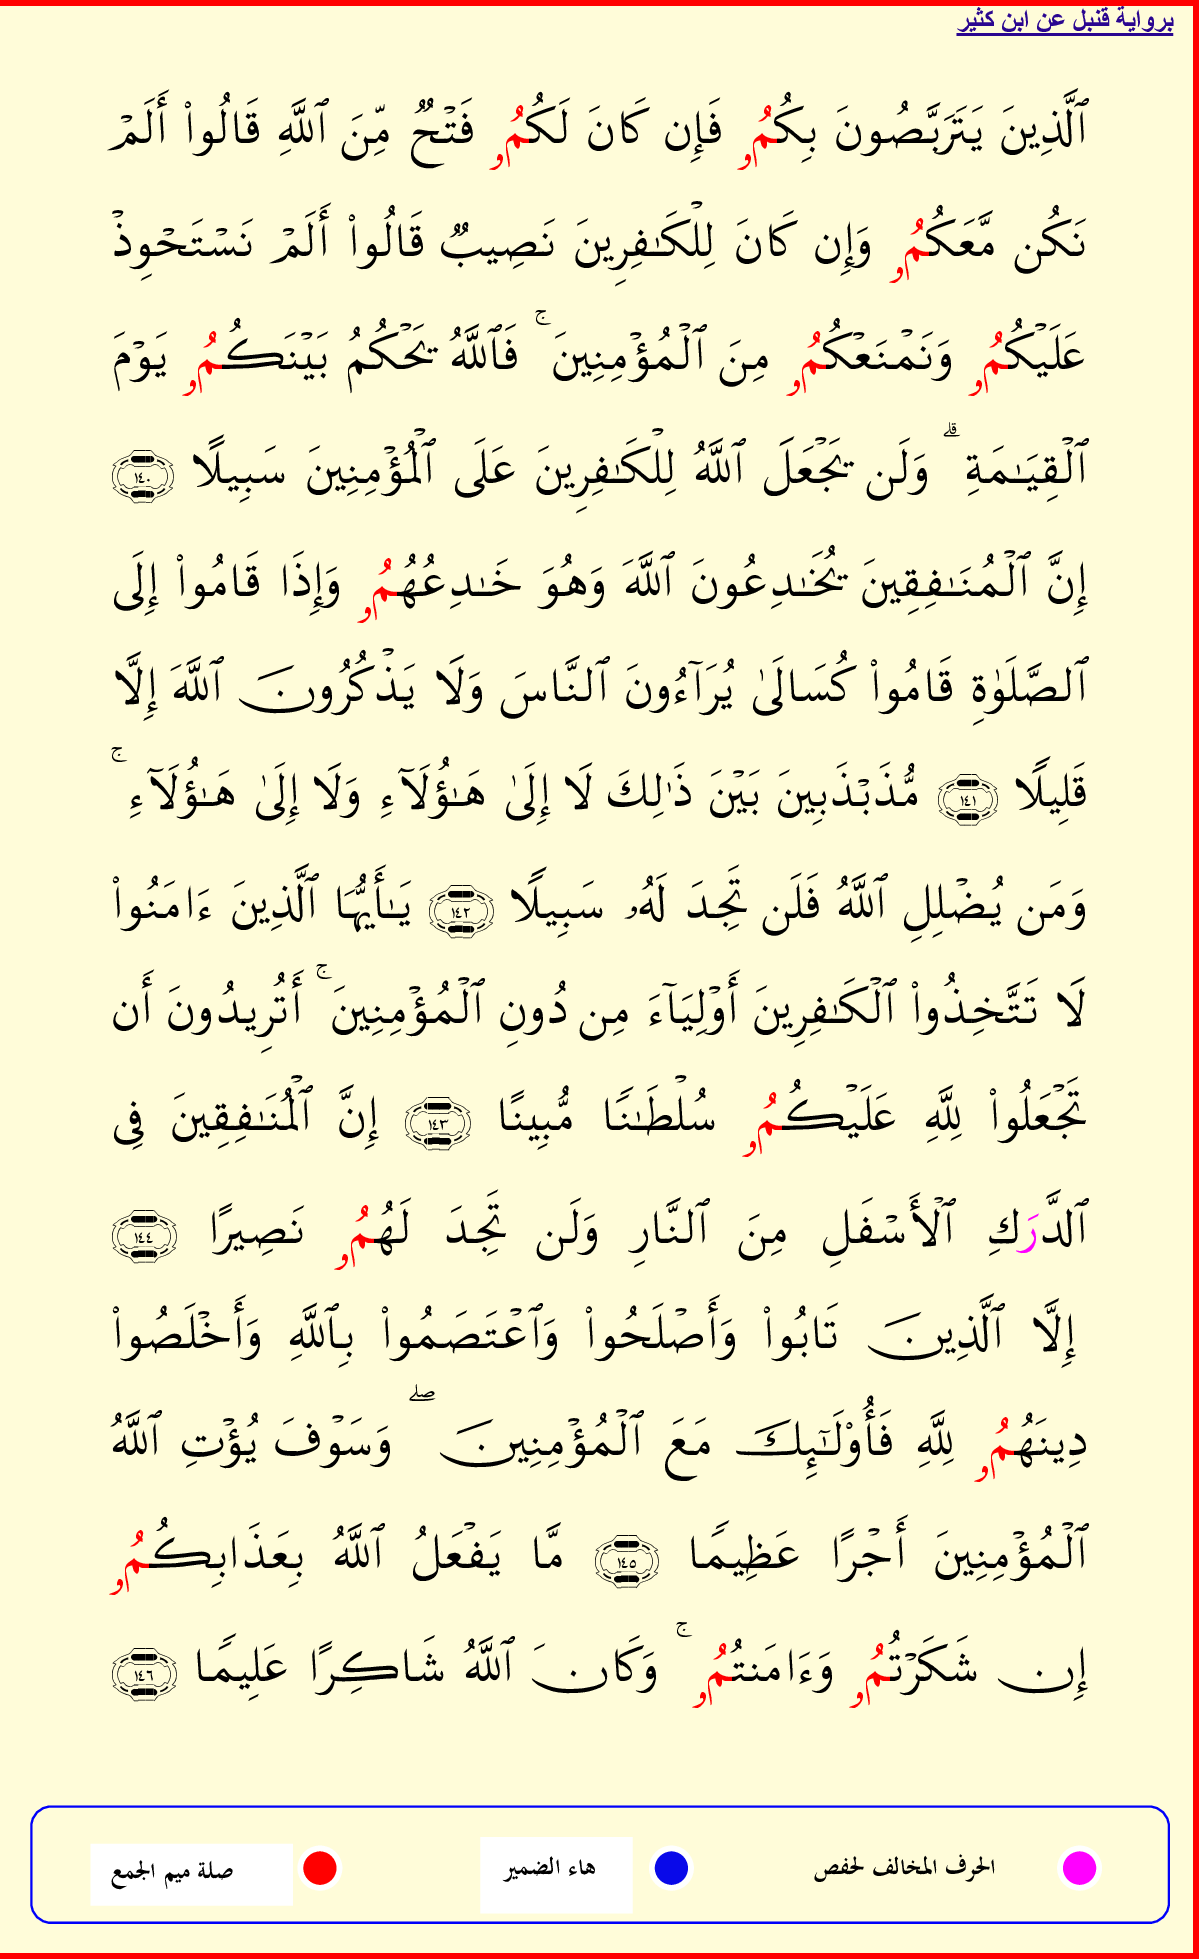 برواية قنبل عن ابن كثير
ٱلَّذِينَ يَتَرَبَّصُونَ بِكُمُۥ فَإِن كَانَ لَكُمُۥ فَتْحٌ مِّنَ ٱللَّهِ قَالُوا۟ أَلَمْ
نَكُن مَّعَكُمُۥ وَإِن كَانَ لِلْكَٰفِرِينَ نَصِيبٌ قَالُوا۟ أَلَمْ نَسْتَحْوِذْ
عَلَيْكُمُۥ وَنَمْنَعْكُمُۥ مِنَ ٱلْمُؤْمِنِينَ ۚ فَٱللَّهُ يَحْكُمُ بَيْنَكُمُۥ يَوْمَ
ٱلْقِيَٰمَةِ ۗ وَلَن يَجْعَلَ ٱللَّهُ لِلْكَٰفِرِينَ عَلَى ٱلْمُؤْمِنِينَ سَبِيلًا ١٤٠
إِنَّ ٱلْمُنَٰفِقِينَ يُخَٰدِعُونَ ٱللَّهَ وَهُوَ خَٰدِعُهُمُۥ وَإِذَا قَامُوا۟ إِلَى
ٱلصَّلَوٰةِ قَامُوا۟ كُسَالَىٰ يُرَآءُونَ ٱلنَّاسَ وَلَا يَذْكُرُونَ ٱللَّهَ إِلَّا
قَلِيلًا ١٤١ مُّذَبْذَبِينَ بَيْنَ ذَٰلِكَ لَا إِلَىٰ هَٰؤُلَآءِ وَلَا إِلَىٰ هَٰؤُلَآءِ ۚ
وَمَن يُضْلِلِ ٱللَّهُ فَلَن تَجِدَ لَهُۥ سَبِيلًا ١٤٢ يَٰأَيُّهَا ٱلَّذِينَ ءَامَنُوا۟
لَا تَتَّخِذُوا۟ ٱلْكَٰفِرِينَ أَوْلِيَآءَ مِن دُونِ ٱلْمُؤْمِنِينَ ۚ أَتُرِيدُونَ أَن
تَجْعَلُوا۟ لِلَّهِ عَلَيْكُمُۥ سُلْطَٰنًا مُّبِينًا ١٤٣ إِنَّ ٱلْمُنَٰفِقِينَ فِى
ٱلدَّرَكِ ٱلْأَسْفَلِ مِنَ ٱلنَّارِ وَلَن تَجِدَ لَهُمُۥ نَصِيرًا ١٤٤
إِلَّا ٱلَّذِينَ تَابُوا۟ وَأَصْلَحُوا۟ وَٱعْتَصَمُوا۟ بِٱللَّهِ وَأَخْلَصُوا۟
دِينَهُمُۥ لِلَّهِ فَأُو۟لَٰٓئِكَ مَعَ ٱلْمُؤْمِنِينَ ۖ وَسَوْفَ يُؤْتِ ٱللَّهُ
ٱلْمُؤْمِنِينَ أَجْرًا عَظِيمًا ١٤٥ مَّا يَفْعَلُ ٱللَّهُ بِعَذَابِكُمُۥ
إِن شَكَرْتُمُۥ وَءَامَنتُمُۥ ۚ وَكَانَ ٱللَّهُ شَاكِرًا عَلِيمًا ١٤٦
الحرف المخالف لحفص هاء الضمير صلة ميم الجمع